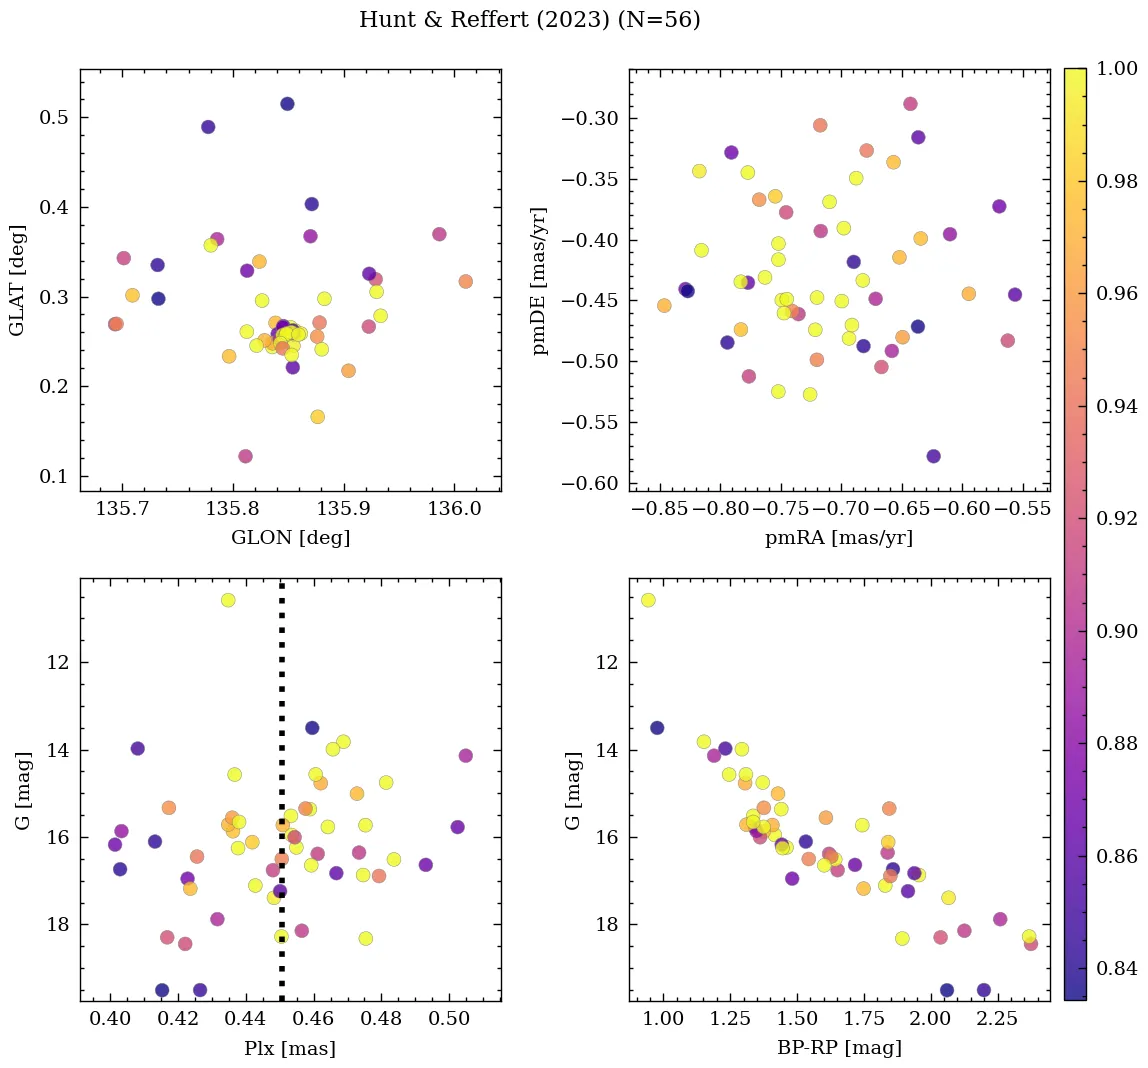 Hunt & Reffert (2023) (N=56)
0.5
0.4
0.3
0.2
0.1
GLAT [deg]
135.7 135.8 135.9 136.0
GLON [deg]
−0.30
−0.35
−0.40
−0.45
−0.50
−0.55
−0.60
pmDE [mas/yr]
−0.85 −0.80 −0.75 −0.70 −0.65 −0.60 −0.55
pmRA [mas/yr]
12
14
16
18
G [mag]
0.40 0.42 0.44 0.46 0.48 0.50
Plx [mas]
12
14
16
18
G [mag]
1.00 1.25 1.50 1.75 2.00 2.25
BP-RP [mag]
1.00
0.98
0.96
0.94
0.92
0.90
0.88
0.86
0.84